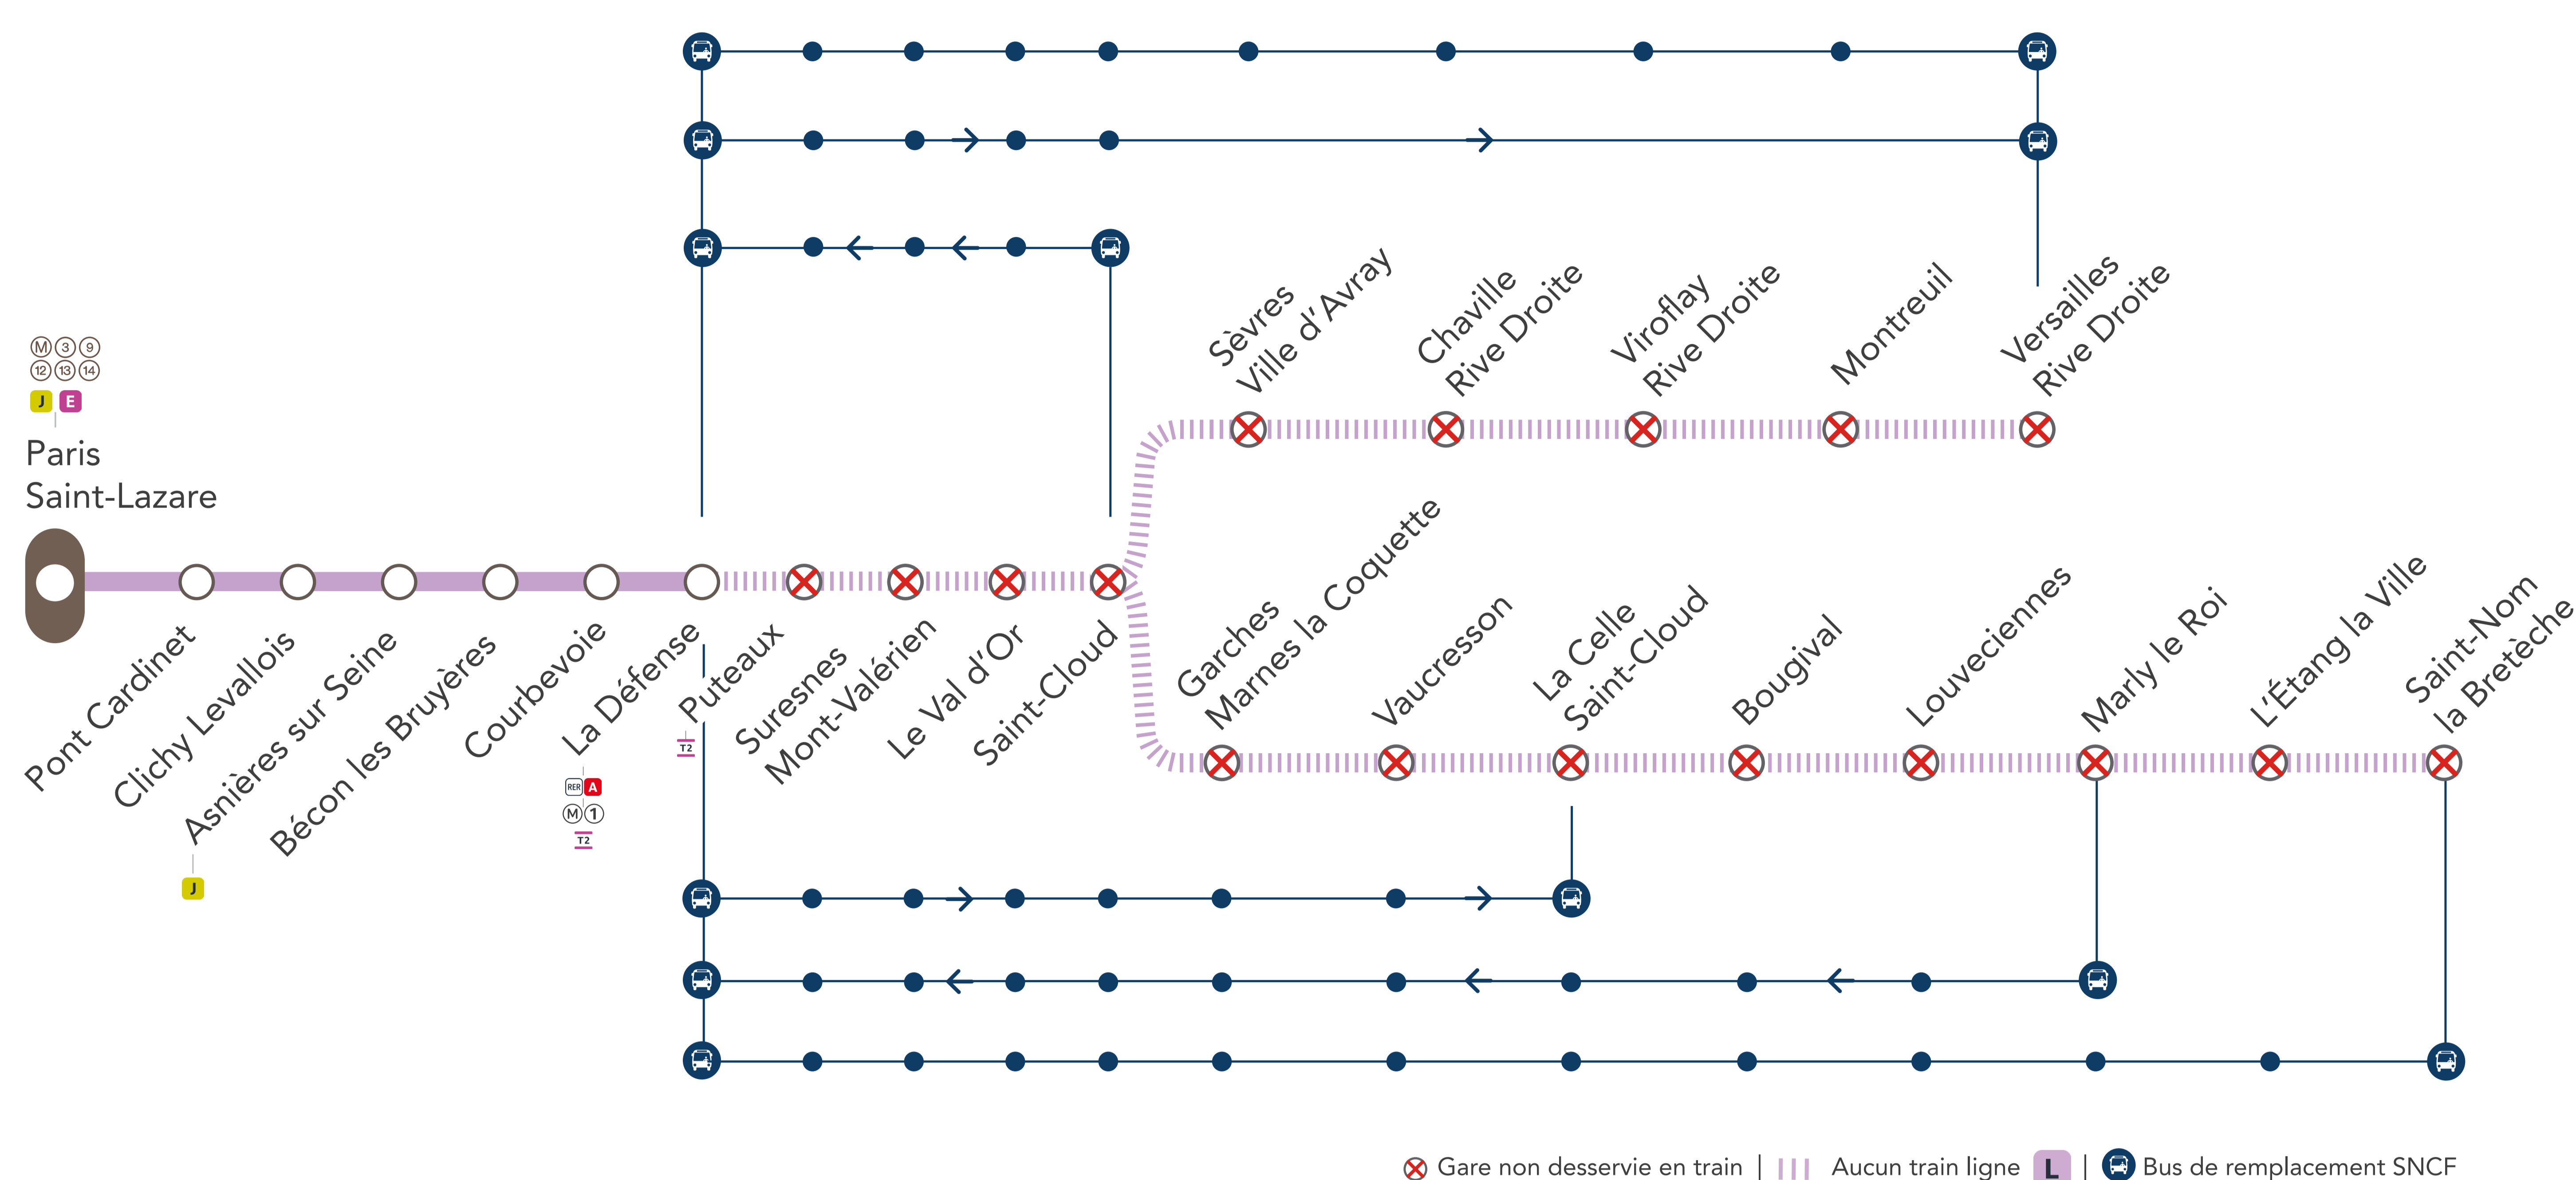 M 3 9
12 13 14
J E
Paris
Saint-Lazare
Pont Cardinet
Clichy Levallois
Asnières sur Seine
J
Bécon les Bruyères
Courbevoie
La Défense
RER A
M 1
T2
Puteaux
T2
Suresnes
Mont-Valérien
Le Val d'Or
Saint-Cloud
Sèvres
Ville d'Avray
Chaville
Rive Droite
Viroflay
Rive Droite
Montreuil
Versailles
Rive Droite
Garches
Marnes la Coquette
Vaucresson
La Celle
Saint-Cloud
Bougival
Louveciennes
Marly le Roi
L'Étang la Ville
Saint-Nom
la Bretèche
Gare non desservie en train | Aucun train ligne L | Bus de remplacement SNCF